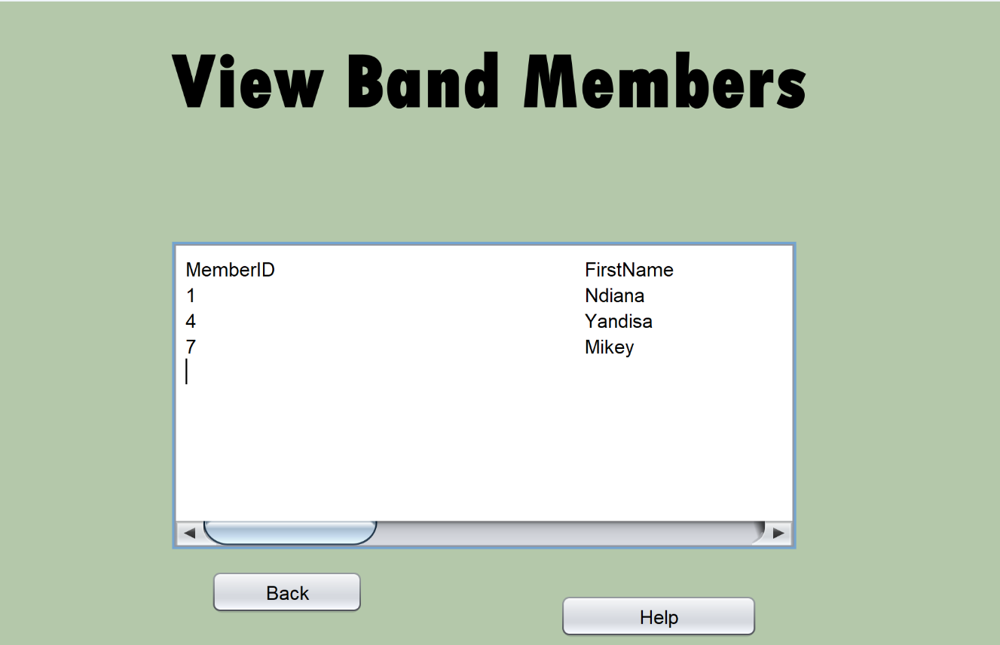 View Band Members
MemberID FirstName
1 Ndiana
4 Yandisa
7 Mikey
Back
Help